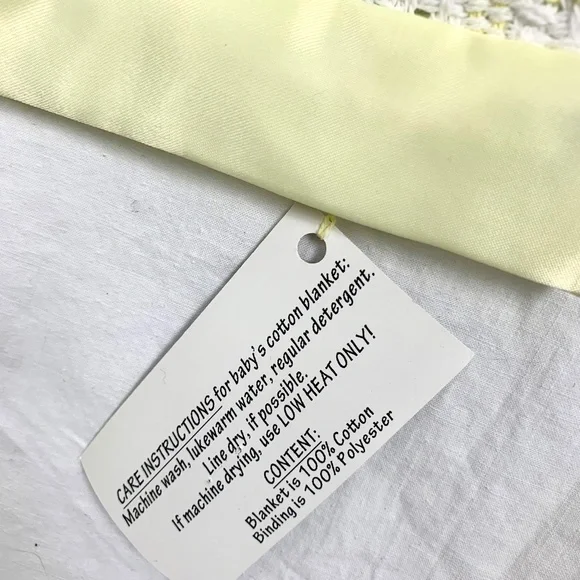 CARE INSTRUCTIONS for baby's cotton blanket:
Machine wash, lukewarm water, regular detergent.
Line dry, if possible.
If machine drying, use LOW HEAT ONLY!
CONTENT:
Blanket is 100% Cotton
Binding is 100% Polyester